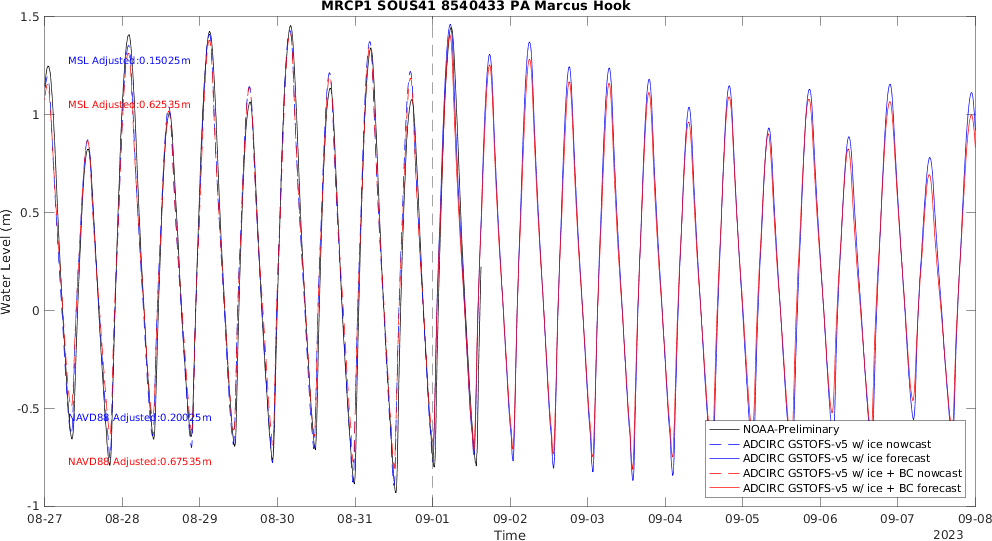 MRCP1 SOUS41 8540433 PA Marcus Hook
1.5
1
0.5
0
-0.5
-1
Water Level (m)
MSL Adjusted:0.15025m
MSL Adjusted:0.62535m
NAVD88 Adjusted:0.20025m
NAVD88 Adjusted:0.67535m
NOAA-Preliminary
ADCIRC GSTOFS-v5 w/ ice nowcast
ADCIRC GSTOFS-v5 w/ ice forecast
ADCIRC GSTOFS-v5 w/ ice + BC nowcast
ADCIRC GSTOFS-v5 w/ ice + BC forecast
08-27 08-28 08-29 08-30 08-31 09-01 09-02 09-03 09-04 09-05 09-06 09-07 09-08
Time
2023